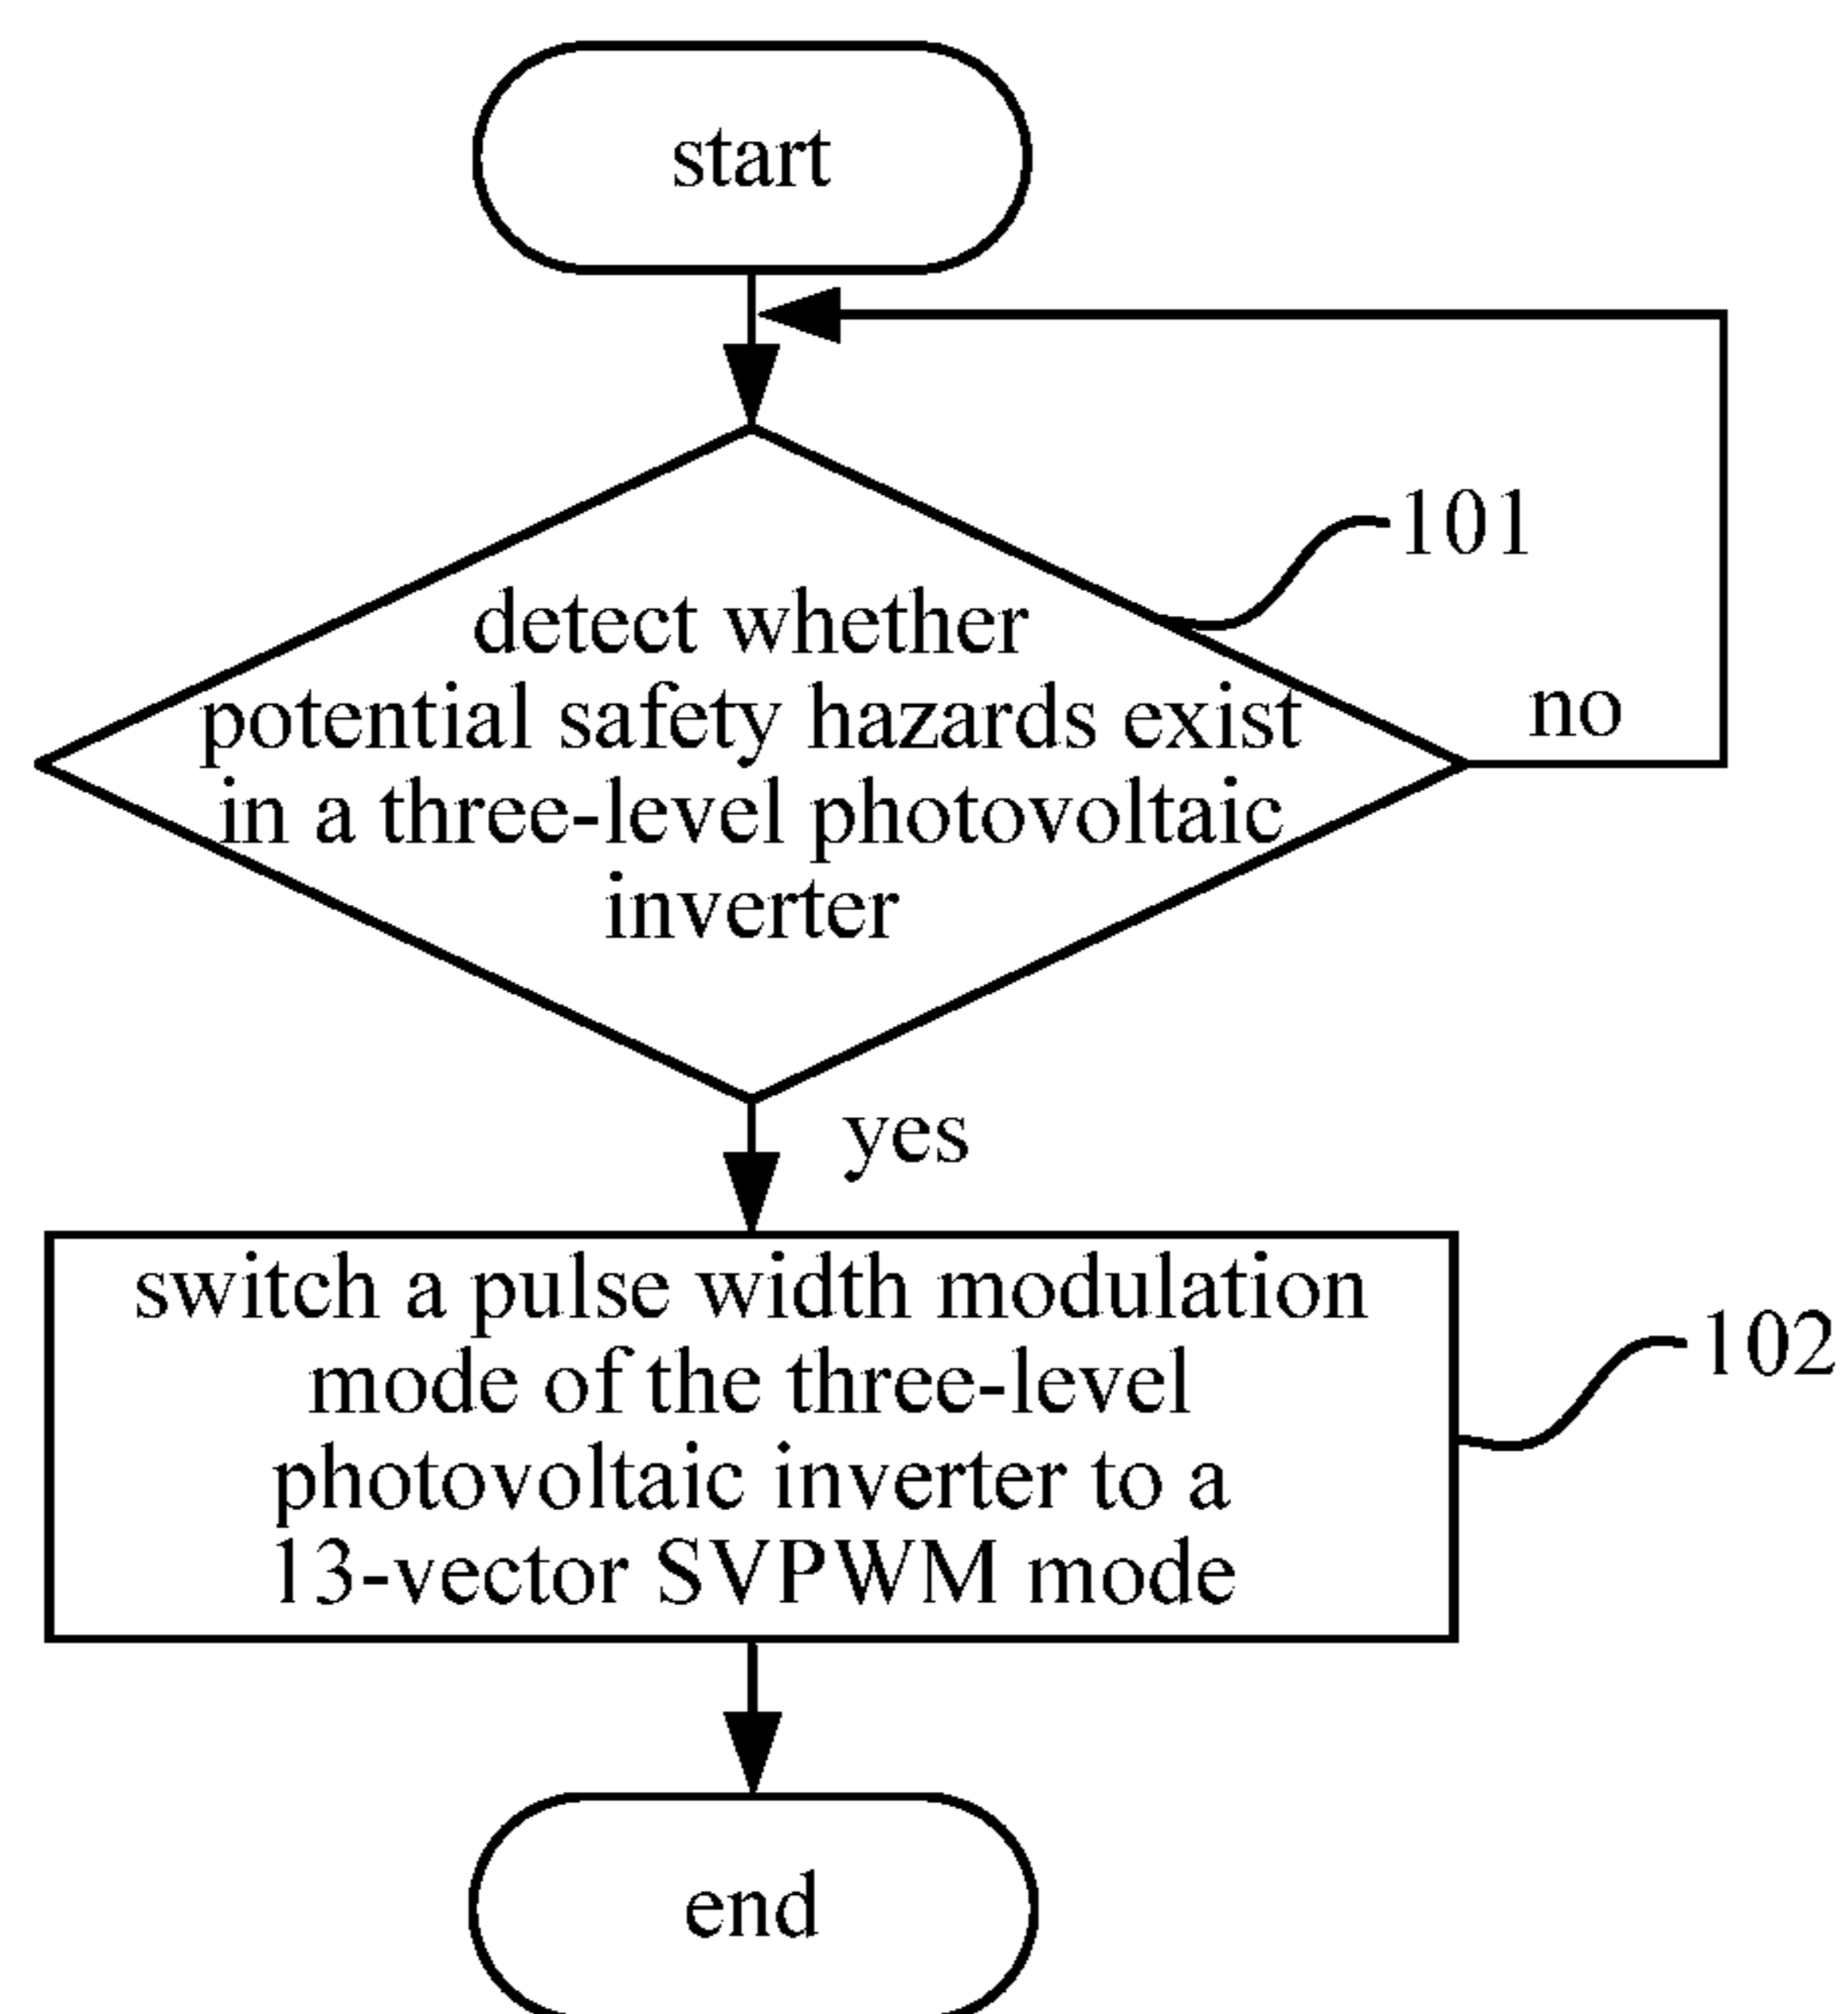 start
101
detect whether
potential safety hazards exist
in a three-level photovoltaic
inverter
no
yes
switch a pulse width modulation
mode of the three-level
photovoltaic inverter to a
13-vector SVPWM mode
102
end